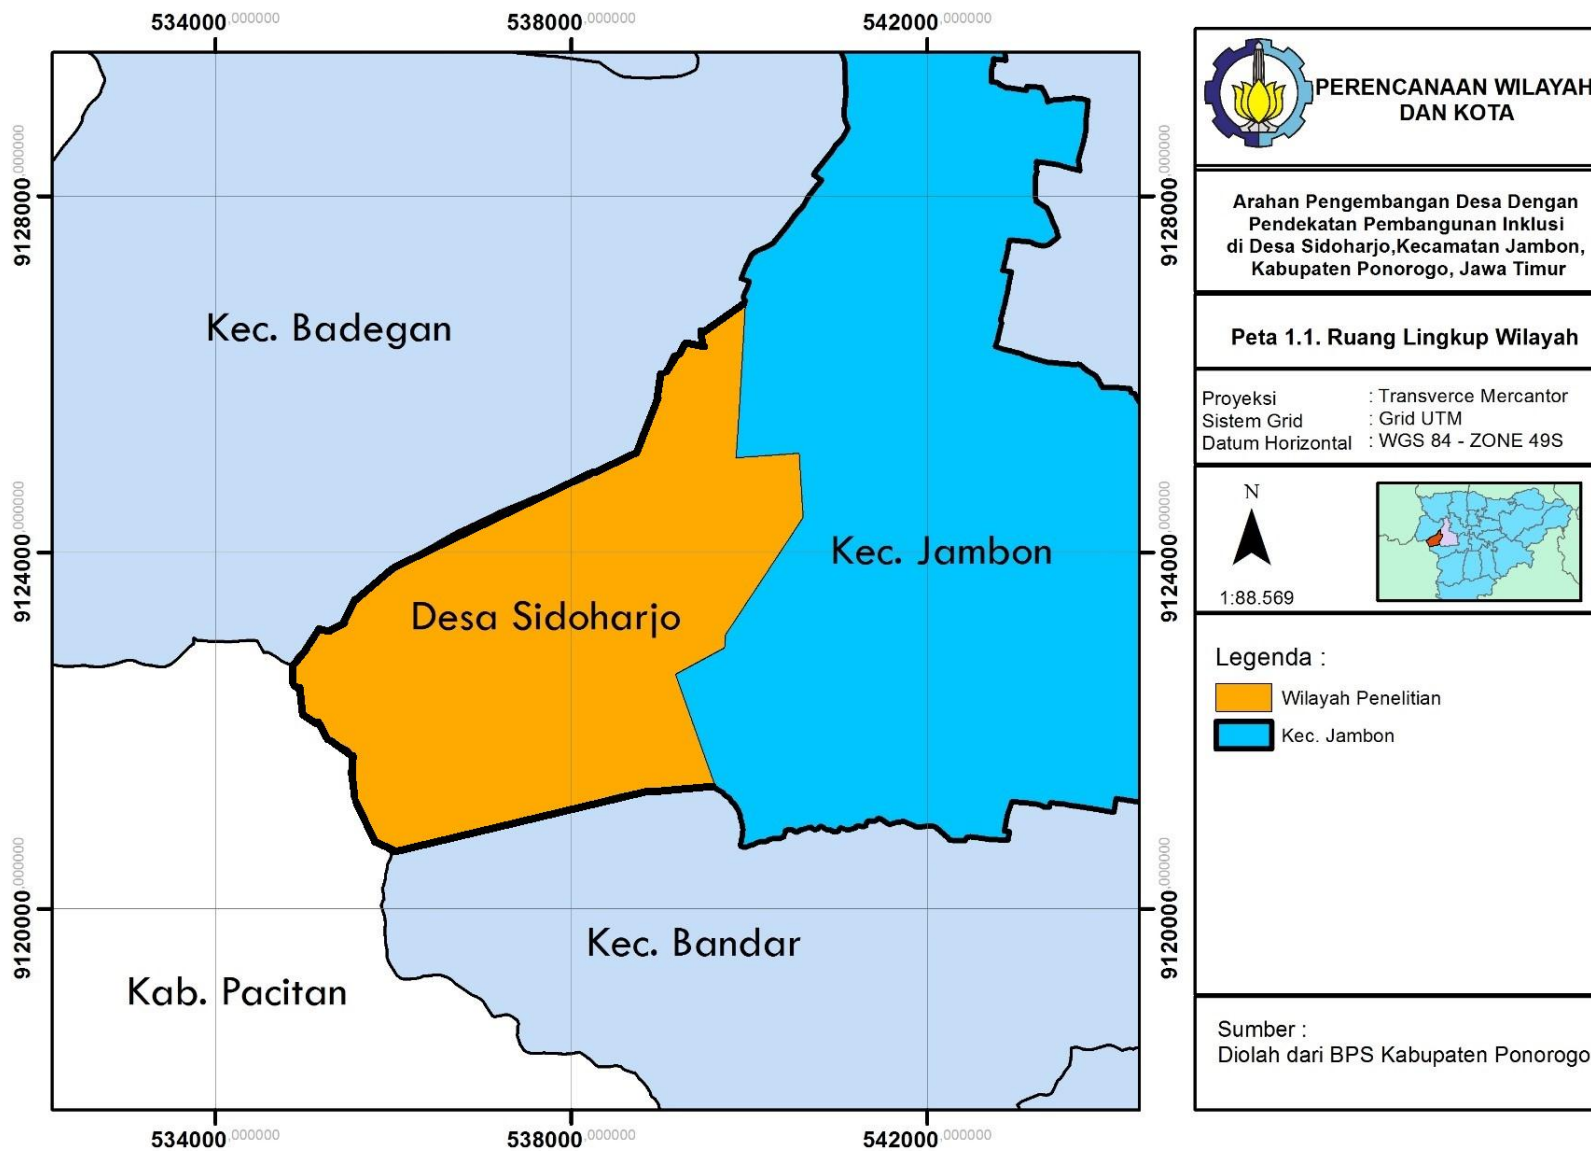 534000,000000 538000,000000 542000,000000
9128000,000000
9124000,000000
9120000,000000
Kec. Badegan
Desa Sidoharjo
Kec. Jambon
Kec. Bandar
Kab. Pacitan
9128000,000000
9124000,000000
9120000,000000
534000,000000 538000,000000 542000,000000
PERENCANAAN WILAYAH
DAN KOTA
Arahan Pengembangan Desa Dengan
Pendekatan Pembangunan Inklusi
di Desa Sidoharjo,Kecamatan Jambon,
Kabupaten Ponorogo, Jawa Timur
Peta 1.1. Ruang Lingkup Wilayah
Proyeksi : Transverce Mercantor
Sistem Grid : Grid UTM
Datum Horizontal : WGS 84 - ZONE 49S
N
1:88.569
Legenda :
Wilayah Penelitian
Kec. Jambon
Sumber :
Diolah dari BPS Kabupaten Ponorogo